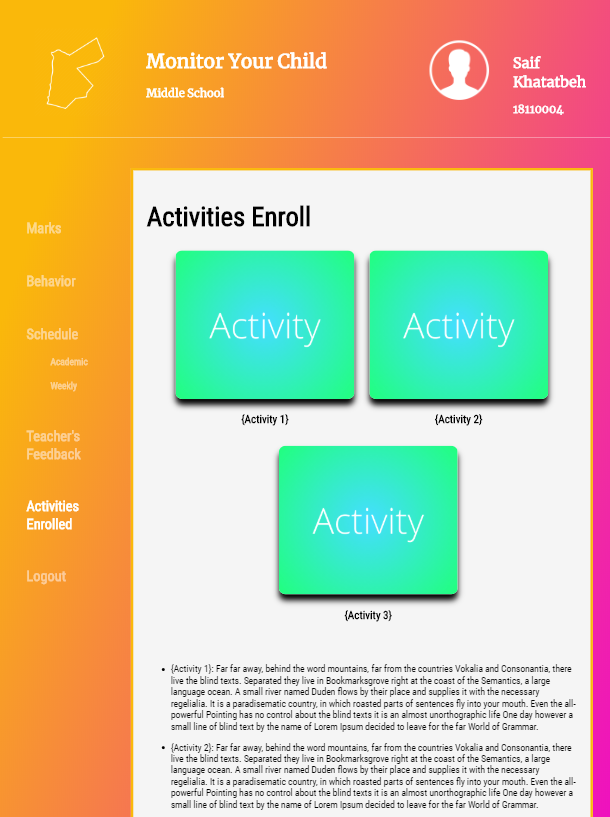 Monitor Your Child
Middle School
Saif
Khatatbeh
18110004
Marks
Behavior
Schedule
Academic
Weekly
Teacher's
Feedback
Activities
Enrolled
Logout
Activities Enroll
Activity
Activity
{Activity 1}
{Activity 2}
Activity
{Activity 3}
{Activity 1}: Far far away, behind the word mountains, far from the countries Vokalia and Consonantia, there
live the blind texts. Separated they live in Bookmarksgrove right at the coast of the Semantics, a large
language ocean. A small river named Duden flows by their place and supplies it with the necessary
regelialia. It is a paradisematic country, in which roasted parts of sentences fly into your mouth. Even the all-
powerful Pointing has no control about the blind texts it is an almost unorthographic life One day however a
small line of blind text by the name of Lorem Ipsum decided to leave for the far World of Grammar.
{Activity 2}: Far far away, behind the word mountains, far from the countries Vokalia and Consonantia, there
live the blind texts. Separated they live in Bookmarksgrove right at the coast of the Semantics, a large
language ocean. A small river named Duden flows by their place and supplies it with the necessary
regelialia. It is a paradisematic country, in which roasted parts of sentences fly into your mouth. Even the all-
powerful Pointing has no control about the blind texts it is an almost unorthographic life One day however a
small line of blind text by the name of Lorem Ipsum decided to leave for the far World of Grammar.